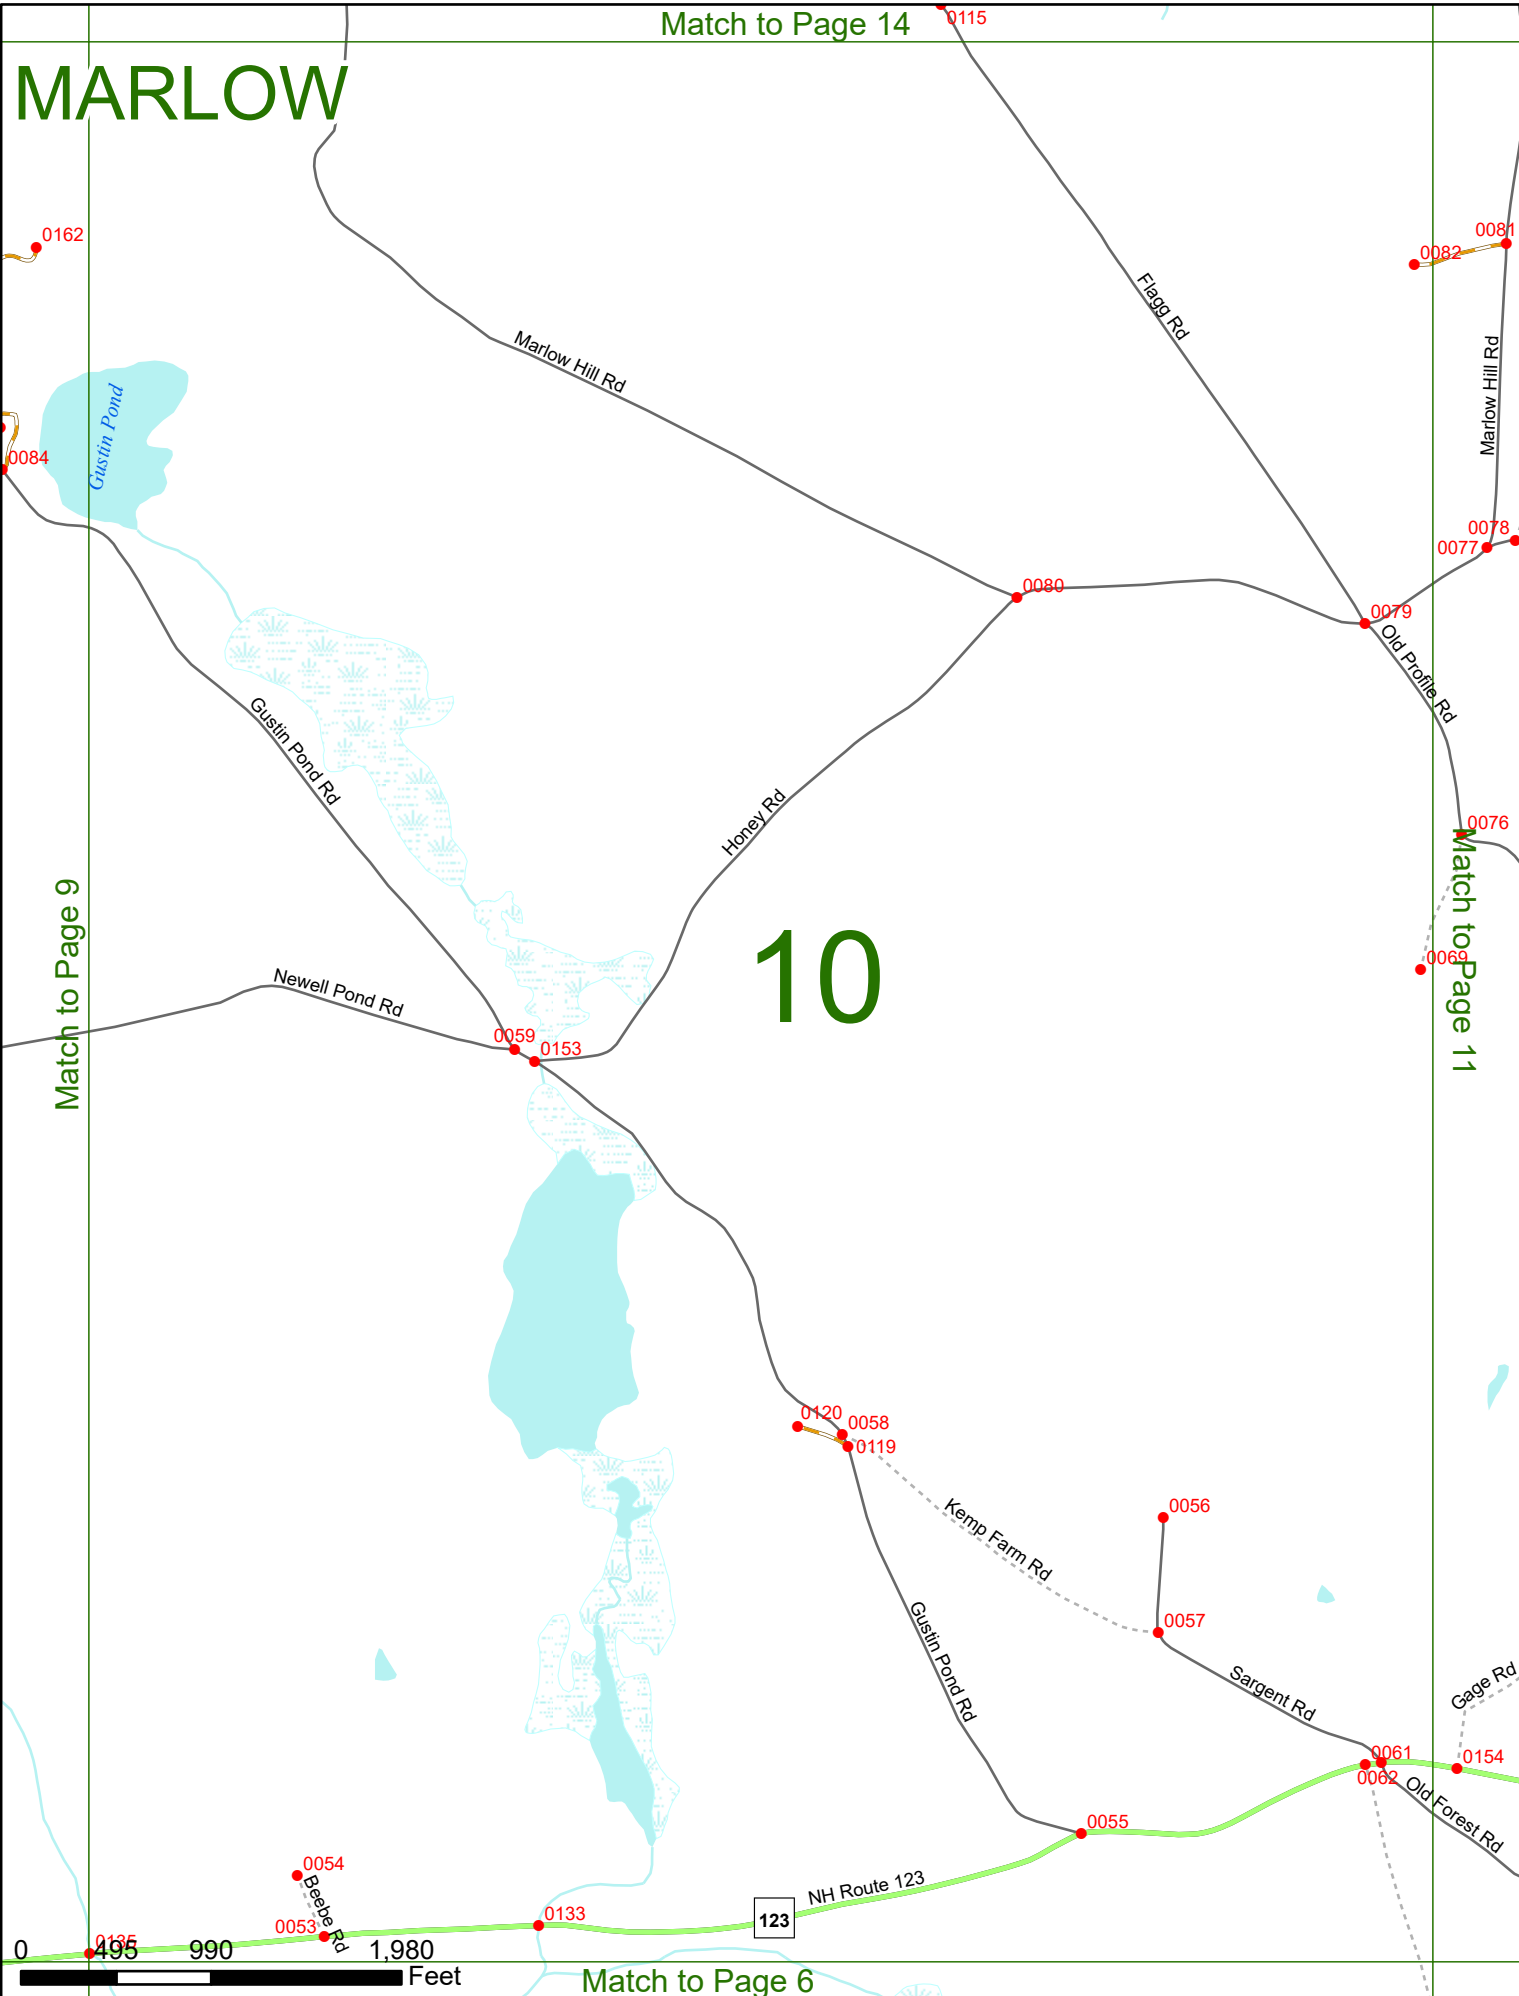 Match to Page 14
0115
MARLOW
0162
0081
0082
Flagg Rd
Marlow Hill Rd
Marlow Hill Rd
Gustin Pond
0084
0078
0077
0080
0079
Old Profile Rd
Gustin Pond Rd
Honey Rd
0076
Match to Page 9
10
Match to Page 11
0069
Newell Pond Rd
0059
0153
0120
0058
0119
Kemp Farm Rd
0056
0057
Gustin Pond Rd
Sargent Rd
Gage Rd
0061
0062
0154
Old Forest Rd
0055
0054
Beebe Rd
0053
0133
NH Route 123
123
0135
0 495 990 1,980
Feet
Match to Page 6